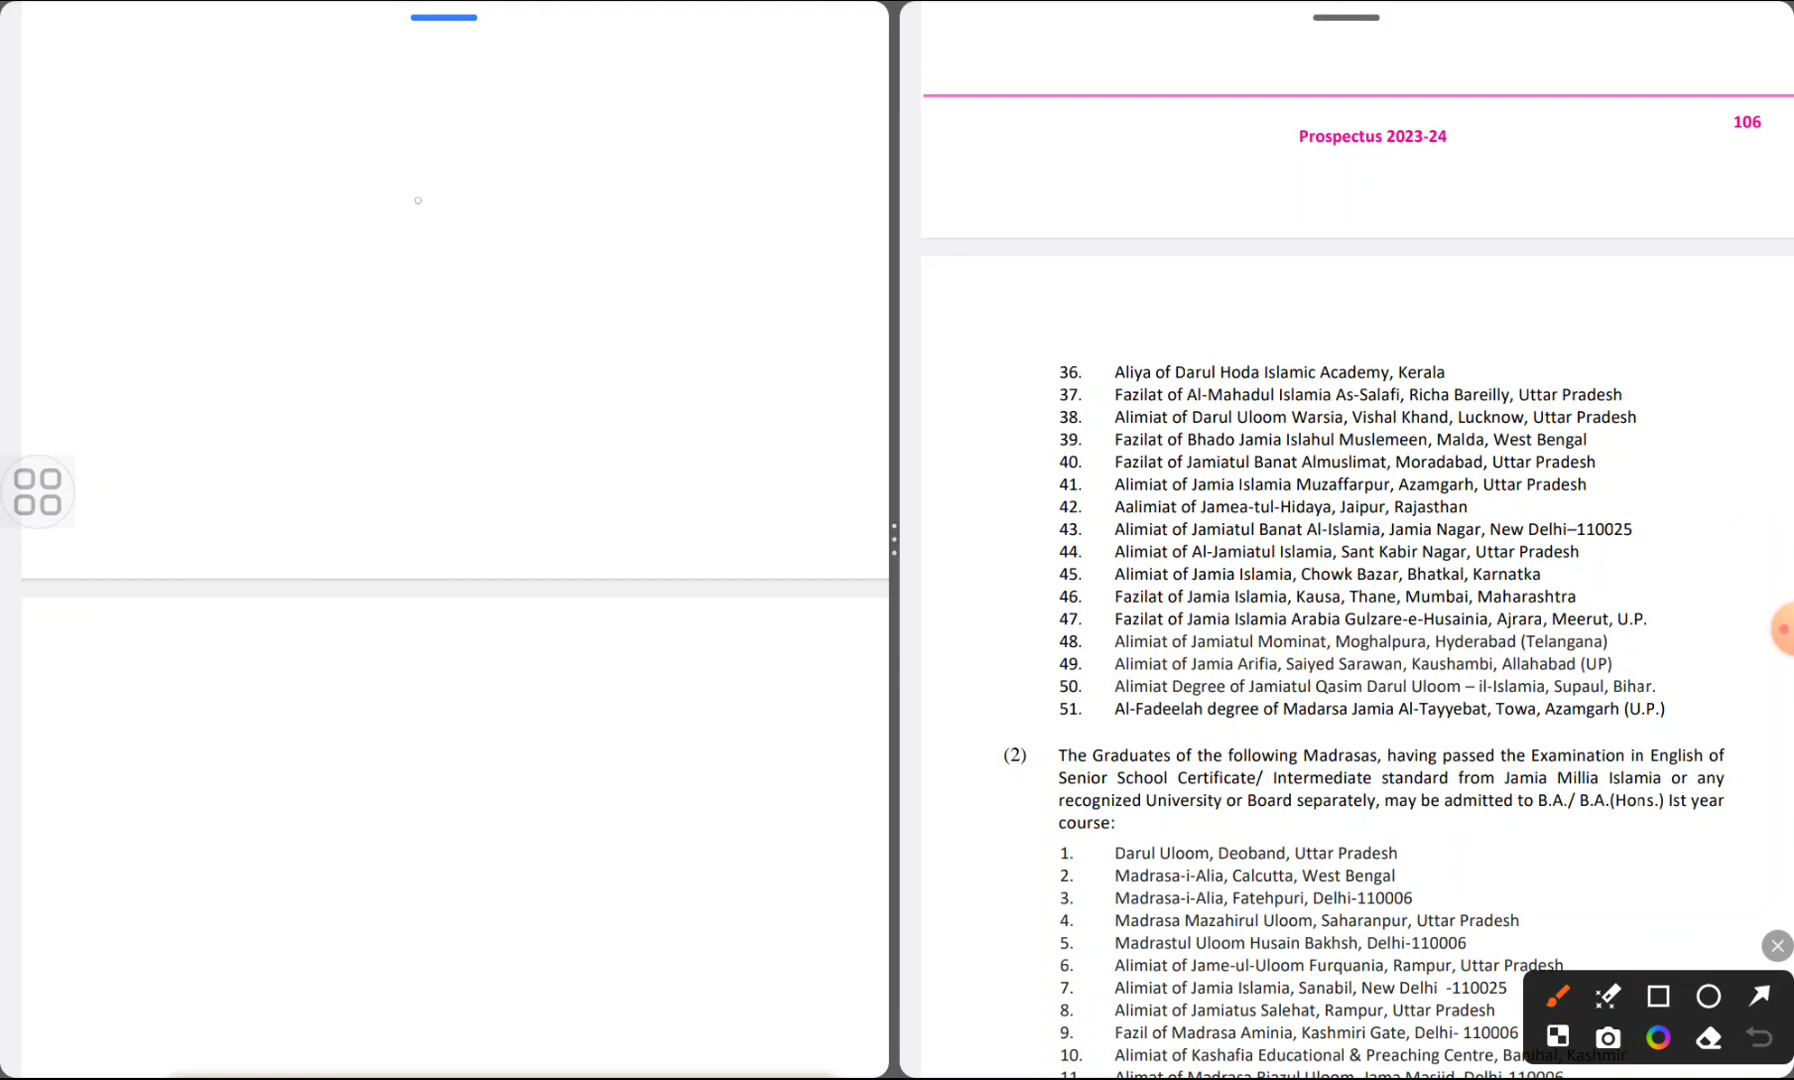 106
Prospectus 2023-24
36. Aliya of Darul Hoda Islamic Academy, Kerala
37. Fazilat of Al-Mahadul Islamia As-Salafi, Richa Bareilly, Uttar Pradesh
38. Alimiat of Darul Uloom Warsia, Vishal Khand, Lucknow, Uttar Pradesh
39. Fazilat of Bhado Jamia Islahul Muslemeen, Malda, West Bengal
40. Fazilat of Jamiatul Banat Almuslimat, Moradabad, Uttar Pradesh
41. Alimiat of Jamia Islamia Muzaffarpur, Azamgarh, Uttar Pradesh
42. Aalimiat of Jamea-tul-Hidaya, Jaipur, Rajasthan
43. Alimiat of Jamiatul Banat Al-Islamia, Jamia Nagar, New Delhi–110025
44. Alimiat of Al-Jamiatul Islamia, Sant Kabir Nagar, Uttar Pradesh
45. Alimiat of Jamia Islamia, Chowk Bazar, Bhatkal, Karnatka
46. Fazilat of Jamia Islamia, Kausa, Thane, Mumbai, Maharashtra
47. Fazilat of Jamia Islamia Arabia Gulzare-e-Husainia, Ajrara, Meerut, U.P.
48. Alimiat of Jamiatul Mominat, Moghalpura, Hyderabad (Telangana)
49. Alimiat of Jamia Arifia, Saiyed Sarawan, Kaushambi, Allahabad (UP)
50. Alimiat Degree of Jamiatul Qasim Darul Uloom – il-Islamia, Supaul, Bihar.
51. Al-Fadeelah degree of Madarsa Jamia Al-Tayyebat, Towa, Azamgarh (U.P.)
(2) The Graduates of the following Madrasas, having passed the Examination in English of
Senior School Certificate/ Intermediate standard from Jamia Millia Islamia or any
recognized University or Board separately, may be admitted to B.A./ B.A.(Hons.) Ist year
course:
1. Darul Uloom, Deoband, Uttar Pradesh
2. Madrasa-i-Alia, Calcutta, West Bengal
3. Madrasa-i-Alia, Fatehpuri, Delhi-110006
4. Madrasa Mazahirul Uloom, Saharanpur, Uttar Pradesh
5. Madrastul Uloom Husain Bakhsh, Delhi-110006
6. Alimiat of Jame-ul-Uloom Furquania, Rampur, Uttar Pradesh
7. Alimiat of Jamia Islamia, Sanabil, New Delhi -110025
8. Alimiat of Jamiatus Salehat, Rampur, Uttar Pradesh
9. Fazil of Madrasa Aminia, Kashmiri Gate, Delhi- 110006
10. Alimiat of Kashafia Educational & Preaching Centre, Banihal, Kashmir
11. Alimat of Madrasa Riazul Uloom, Jama Masjid, Delhi-110006